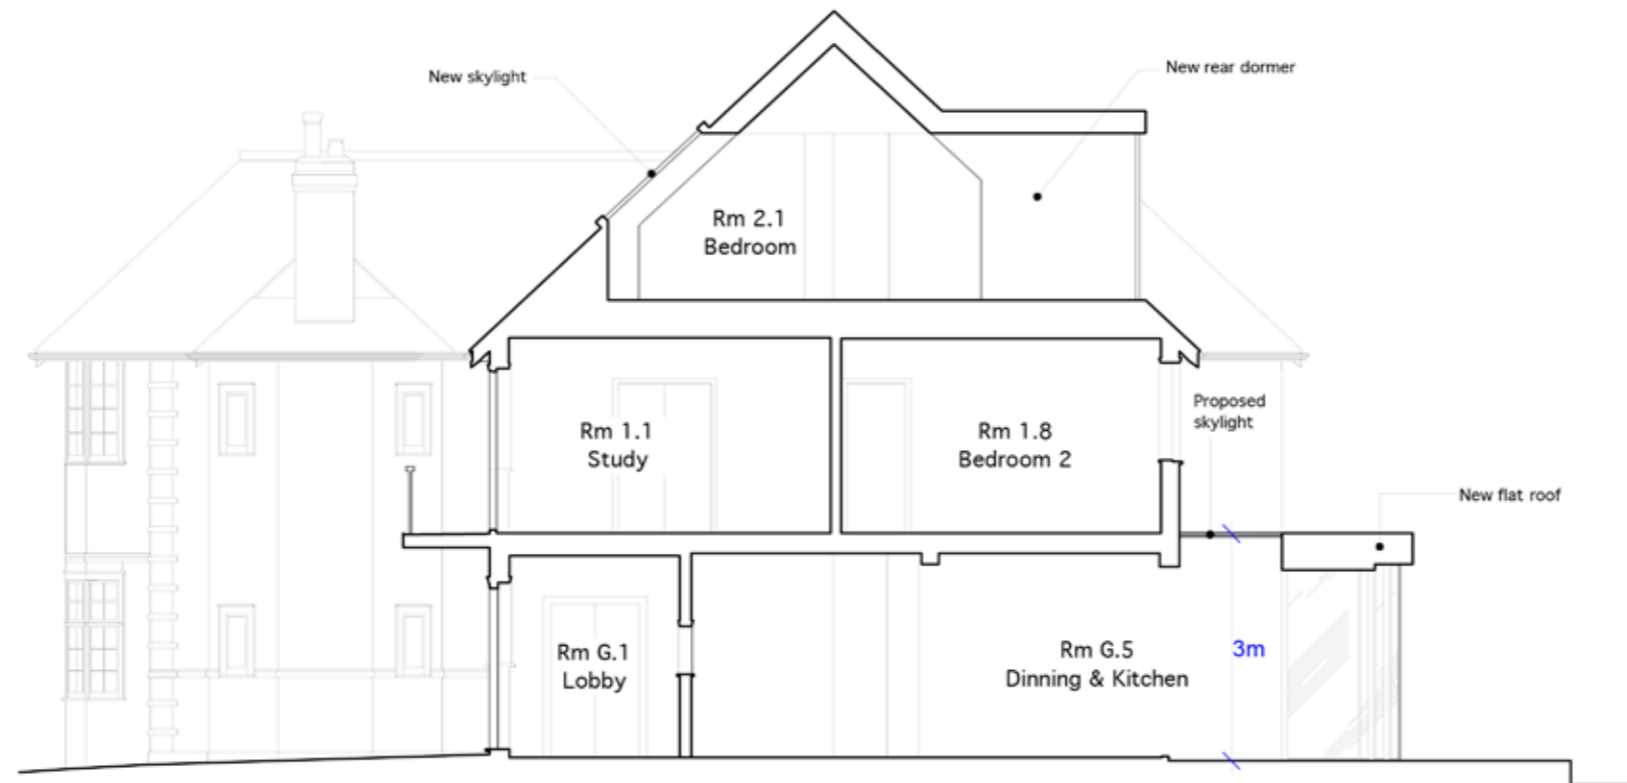 New rear dormer
New skylight
Rm 2.1
Bedroom
Proposed
skylight
Rm 1.1
Study
Rm 1.8
Bedroom 2
New flat roof
Rm G.1
Lobby
Rm G.5
Dinning & Kitchen
3m